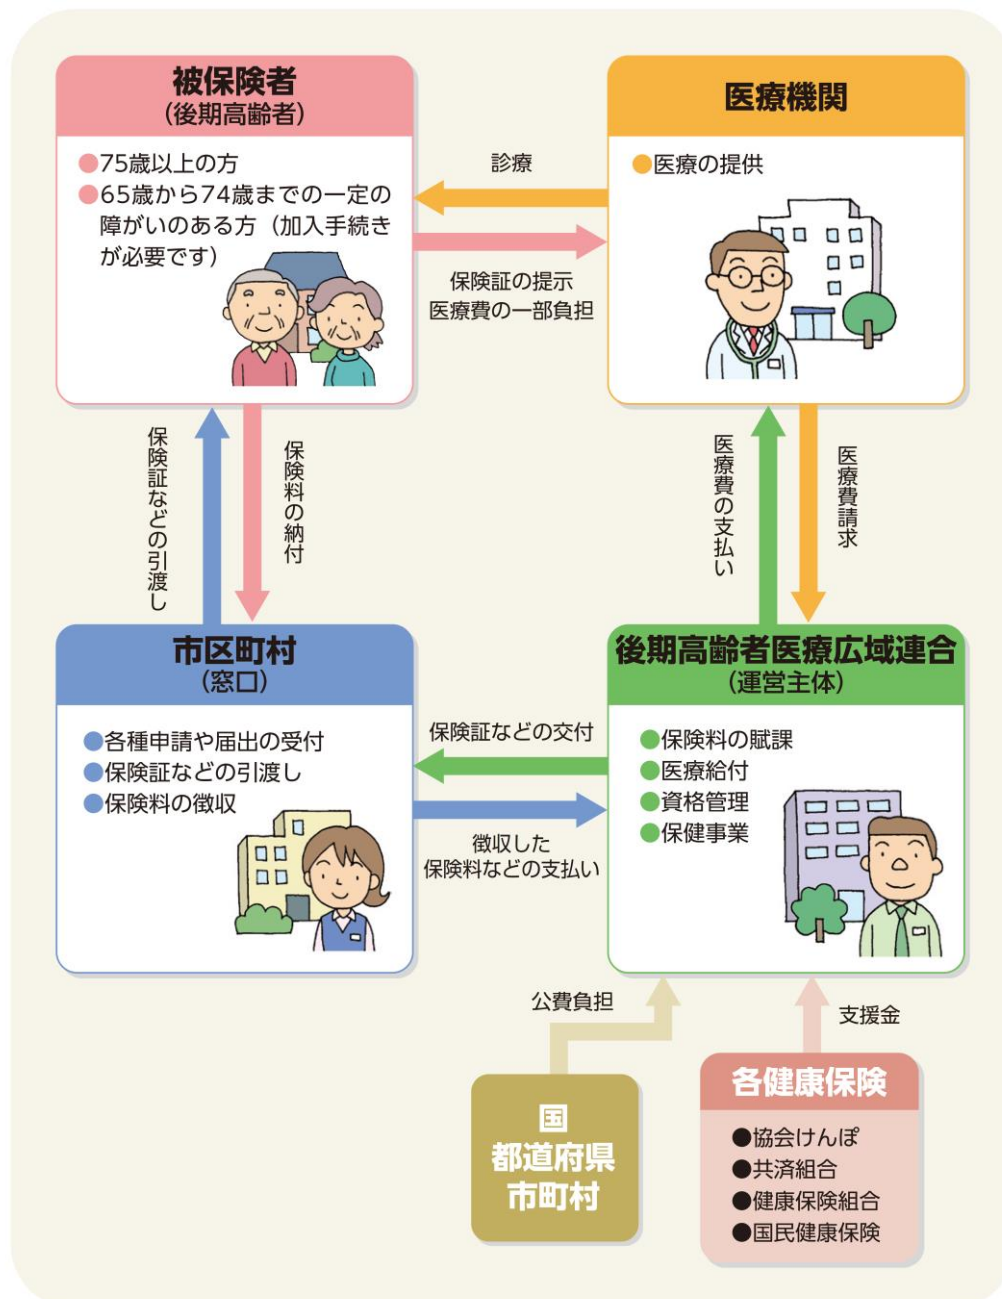 被保険者
(後期高齢者)
●75歳以上の方
●65歳から74歳までの一定の
障がいのある方（加入手続き
が必要です）
医療機関
●医療の提供
診療
保険証の提示
医療費の一部負担
保険証などの引渡し
保険料の納付
医療費の支払い
医療費請求
市区町村
(窓口)
●各種申請や届出の受付
●保険証などの引渡し
●保険料の徴収
保険証などの交付
徴収した
保険料などの支払い
後期高齢者医療広域連合
(運営主体)
●保険料の賦課
●医療給付
●資格管理
●保健事業
公費負担
支援金
国
都道府県
市町村
各健康保険
●協会けんぽ
●共済組合
●健康保険組合
●国民健康保険